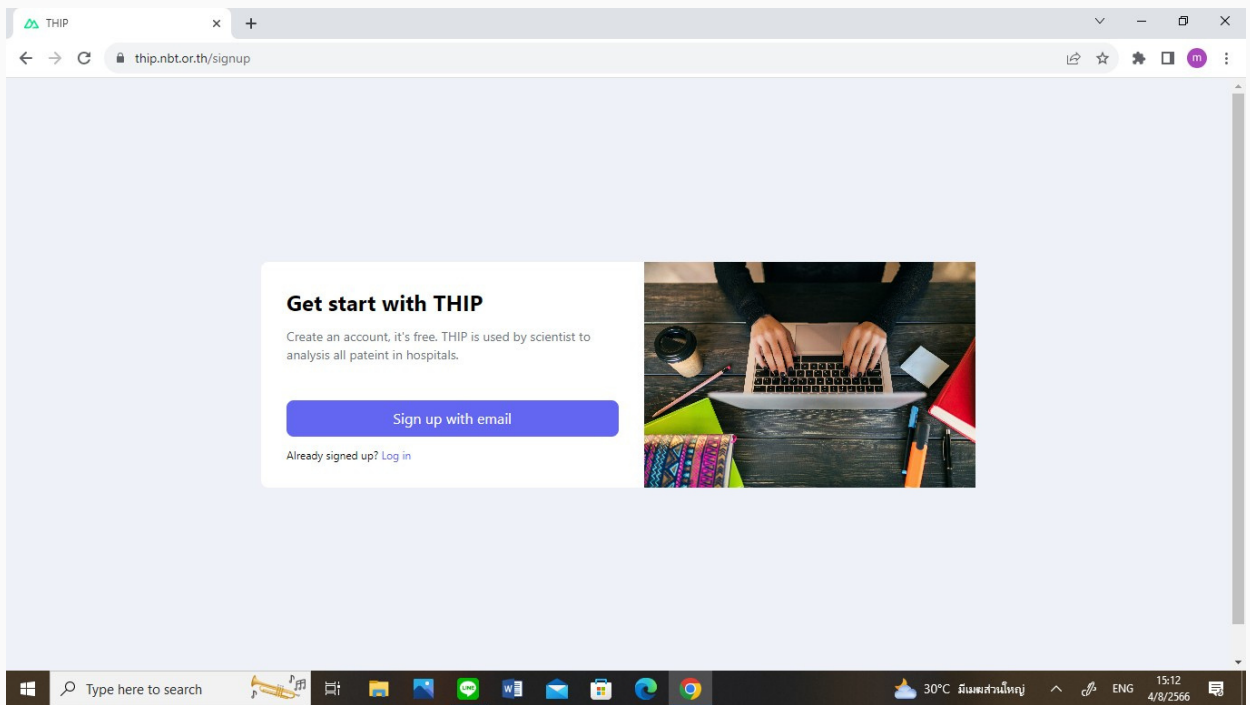 THIP
thip.nbt.or.th/signup
m
Get start with THIP
Create an account, it's free. THIP is used by scientist to
analysis all pateint in hospitals.
Sign up with email
Already signed up? Log in
Type here to search
LINE
W
30°C มีเมฆส่วนใหญ่
ENG
15:12
4/8/2566